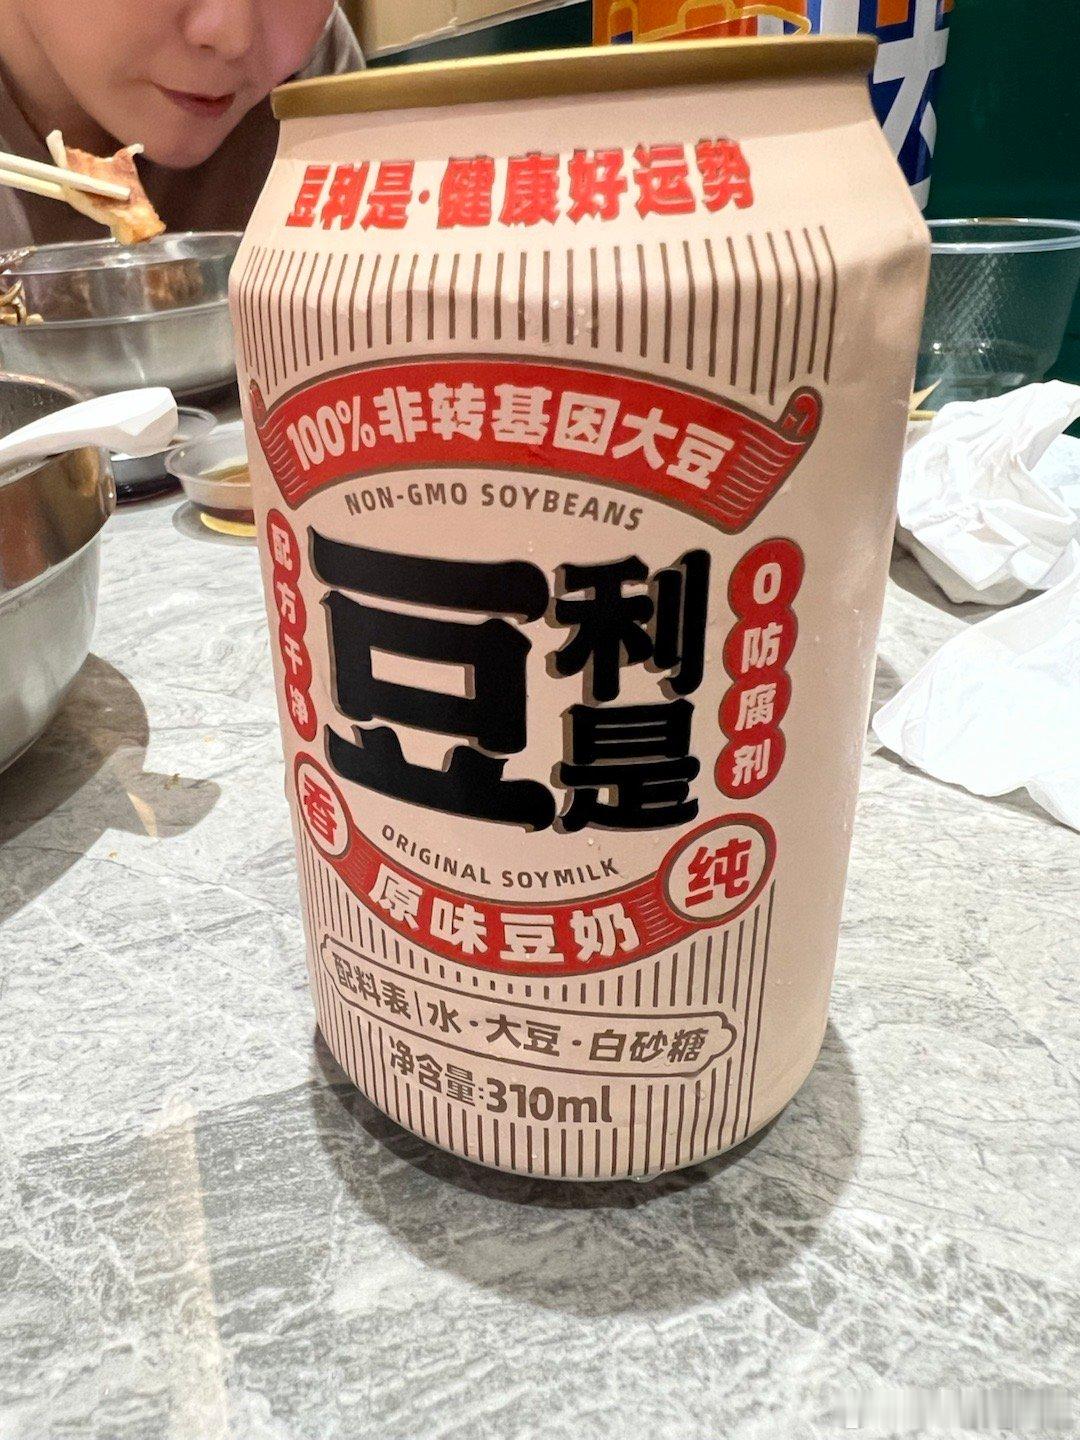 豆利是·健康好运势
100%非转基因大豆
NON-GMO SOYBEANS
配方干净
豆利是
0防腐剂
香
ORIGINAL SOYMILK
原味豆奶
纯
配料表|水·大豆·白砂糖
净含量:310ml